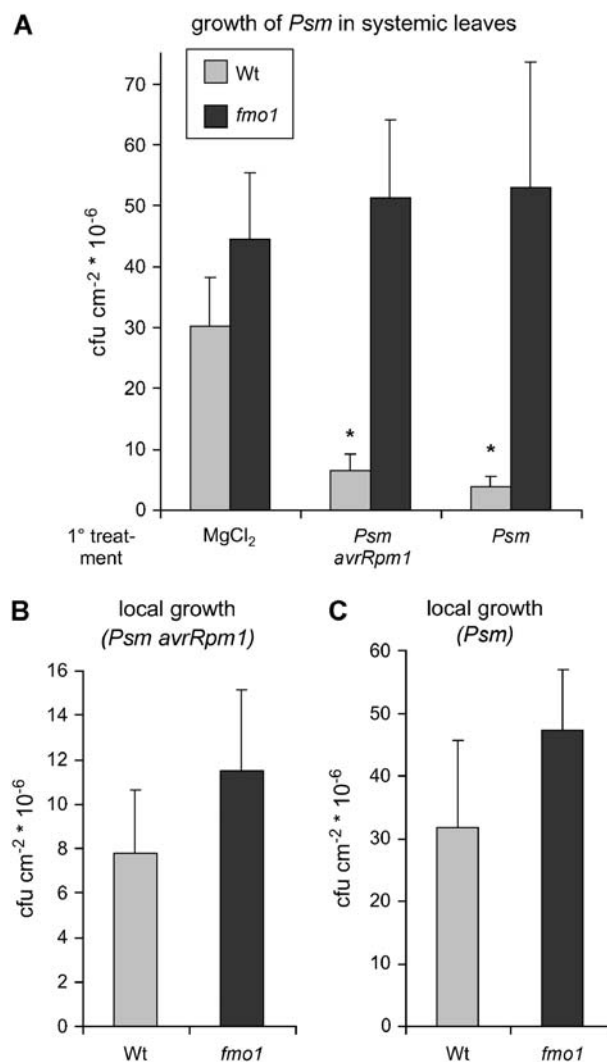 A
growth of Psm in systemic leaves
Wt
fmo1
cfu cm-2 * 10-6
70
60
50
40
30
20
10
0
*
*
1° treat-
ment
MgCl2
Psm
avrRpm1
Psm
B
local growth
(Psm avrRpm1)
cfu cm-2 * 10-6
16
14
12
10
8
6
4
2
0
Wt
fmo1
C
local growth
(Psm)
cfu cm-2 * 10-6
60
50
40
30
30
10
0
Wt
fmo1